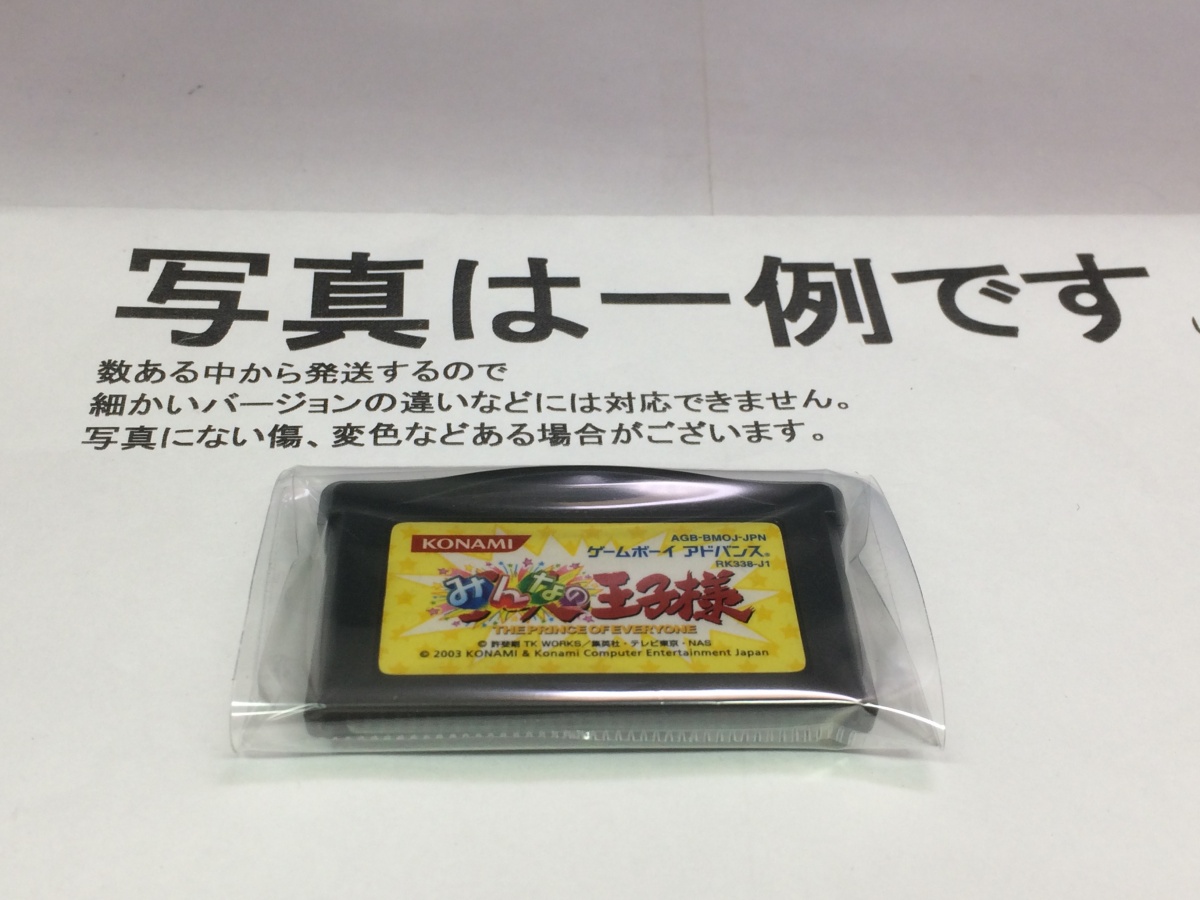 写真は一例です
数ある中から発送するので
細かいバージョンの違いなどには対応できません。
写真にない傷、変色などある場合がございます。
KONAMI
AGB-BMOJ-JPN
ゲームボーイ アドバンス®
RK338-J1
みんなの王子様
THE PRINCE OF EVERYONE
© 許斐剛 TK WORKS/集英社・テレビ東京・NAS
© 2003 KONAMI & Konami Computer Entertainment Japan